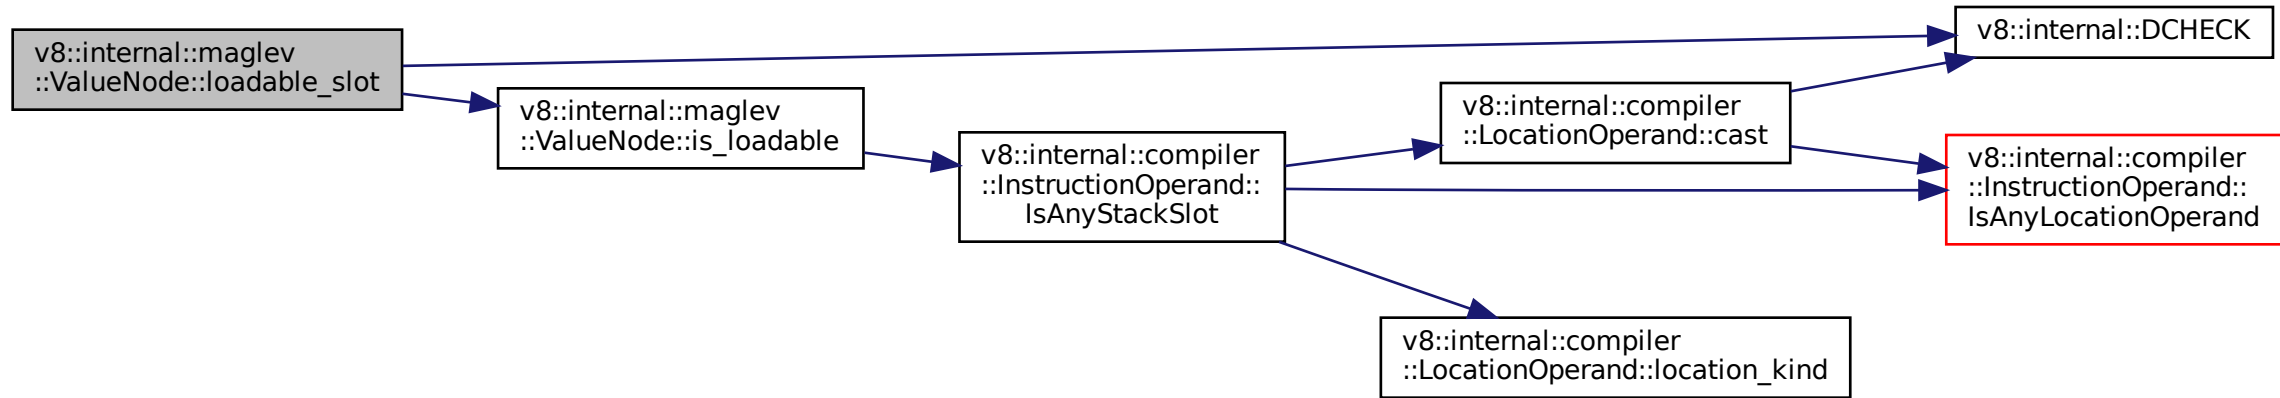 v8::internal::maglev
::ValueNode::loadable_slot
v8::internal::maglev
::ValueNode::is_loadable
v8::internal::compiler
::InstructionOperand::
IsAnyStackSlot
v8::internal::compiler
::LocationOperand::cast
v8::internal::DCHECK
v8::internal::compiler
::InstructionOperand::
IsAnyLocationOperand
v8::internal::compiler
::LocationOperand::location_kind